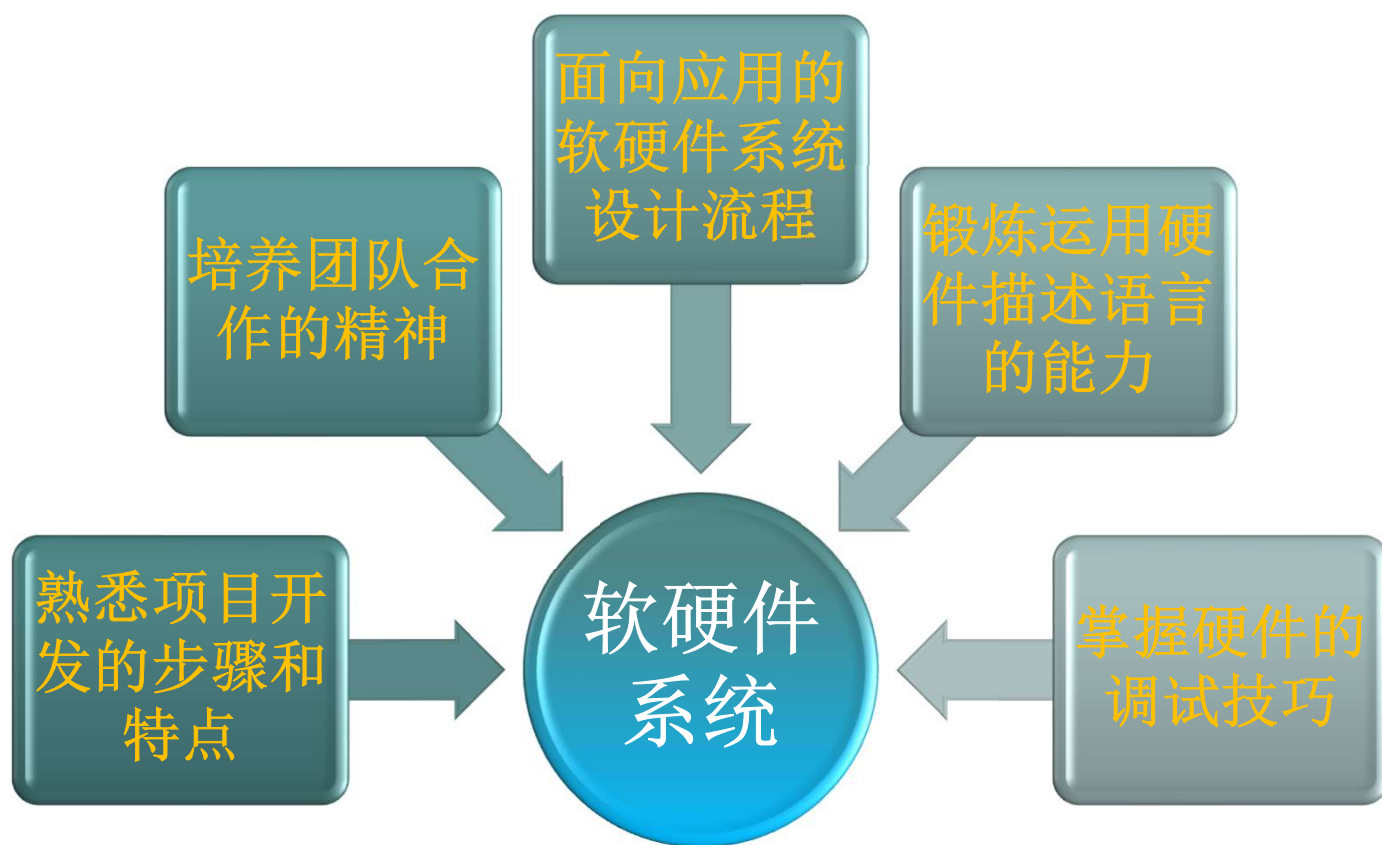 面向应用的
软硬件系统
设计流程
培养团队合
作的精神
锻炼运用硬
件描述语言
的能力
熟悉项目开
发的步骤和
特点
软硬件
系统
掌握硬件的
调试技巧